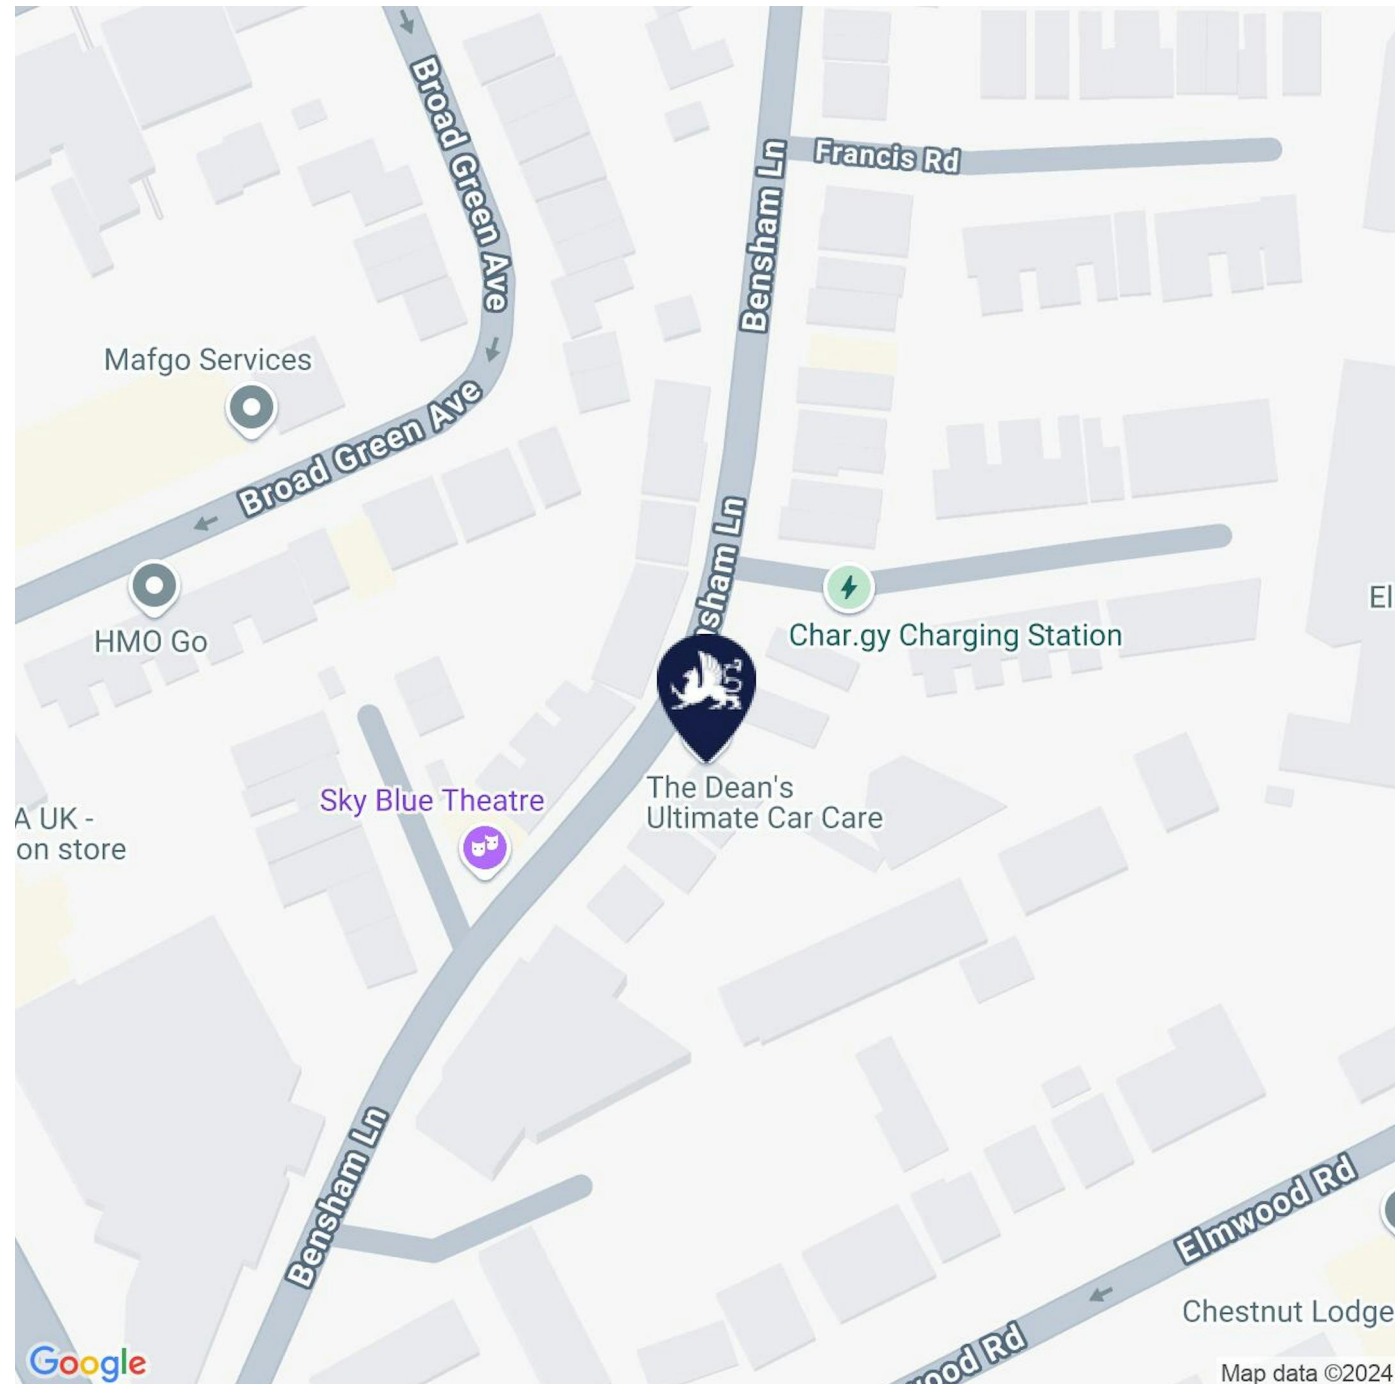 Broad Green Ave
Bensham Ln
Francis Rd
Mafgo Services
Broad Green Ave
Bensham Ln
El
HMO Go
Char.gy Charging Station
The Dean's
Ultimate Car Care
Sky Blue Theatre
A UK -
on store
Bensham Ln
Elmwood Rd
Chestnut Lodge
wood Rd
Google
Map data ©2024